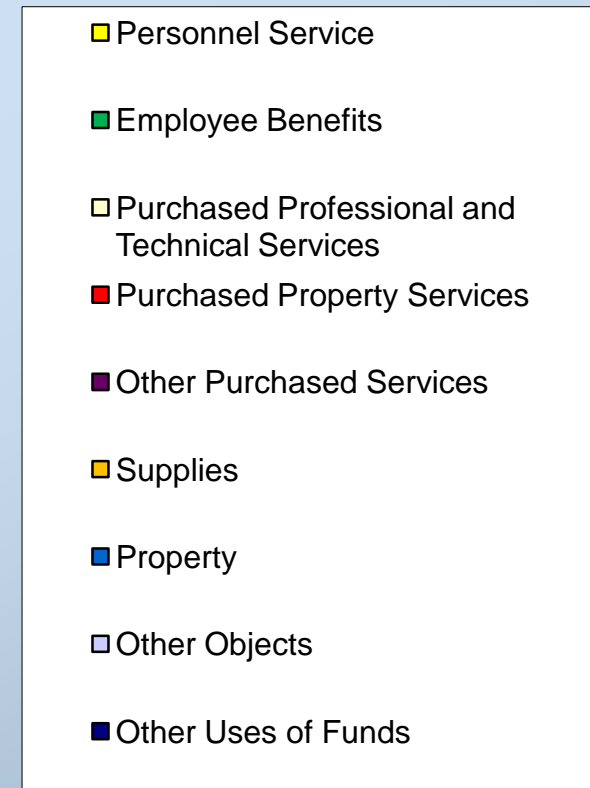 Personnel Service
Employee Benefits
Purchased Professional and
Technical Services
Purchased Property Services
Other Purchased Services
Supplies
Property
Other Objects
Other Uses of Funds